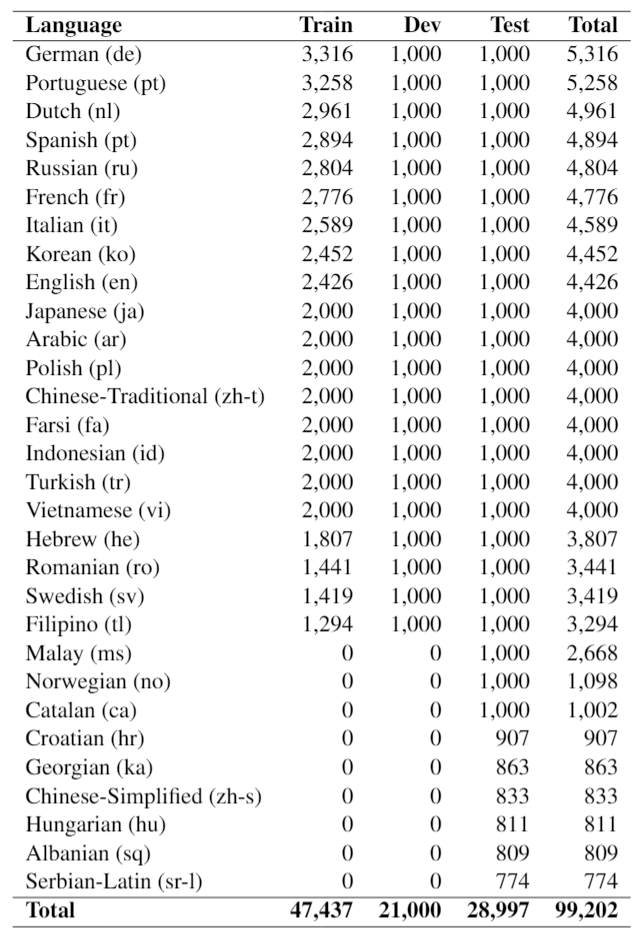 Language Train Dev Test Total
German (de) 3,316 1,000 1,000 5,316
Portuguese (pt) 3,258 1,000 1,000 5,258
Dutch (nl) 2,961 1,000 1,000 4,961
Spanish (pt) 2,894 1,000 1,000 4,894
Russian (ru) 2,804 1,000 1,000 4,804
French (fr) 2,776 1,000 1,000 4,776
Italian (it) 2,589 1,000 1,000 4,589
Korean (ko) 2,452 1,000 1,000 4,452
English (en) 2,426 1,000 1,000 4,426
Japanese (ja) 2,000 1,000 1,000 4,000
Arabic (ar) 2,000 1,000 1,000 4,000
Polish (pl) 2,000 1,000 1,000 4,000
Chinese-Traditional (zh-t) 2,000 1,000 1,000 4,000
Farsi (fa) 2,000 1,000 1,000 4,000
Indonesian (id) 2,000 1,000 1,000 4,000
Turkish (tr) 2,000 1,000 1,000 4,000
Vietnamese (vi) 2,000 1,000 1,000 4,000
Hebrew (he) 1,807 1,000 1,000 3,807
Romanian (ro) 1,441 1,000 1,000 3,441
Swedish (sv) 1,419 1,000 1,000 3,419
Filipino (tl) 1,294 1,000 1,000 3,294
Malay (ms) 0 0 1,000 2,668
Norwegian (no) 0 0 1,000 1,098
Catalan (ca) 0 0 1,000 1,002
Croatian (hr) 0 0 907 907
Georgian (ka) 0 0 863 863
Chinese-Simplified (zh-s) 0 0 833 833
Hungarian (hu) 0 0 811 811
Albanian (sq) 0 0 809 809
Serbian-Latin (sr-l) 0 0 774 774
Total 47,437 21,000 28,997 99,202